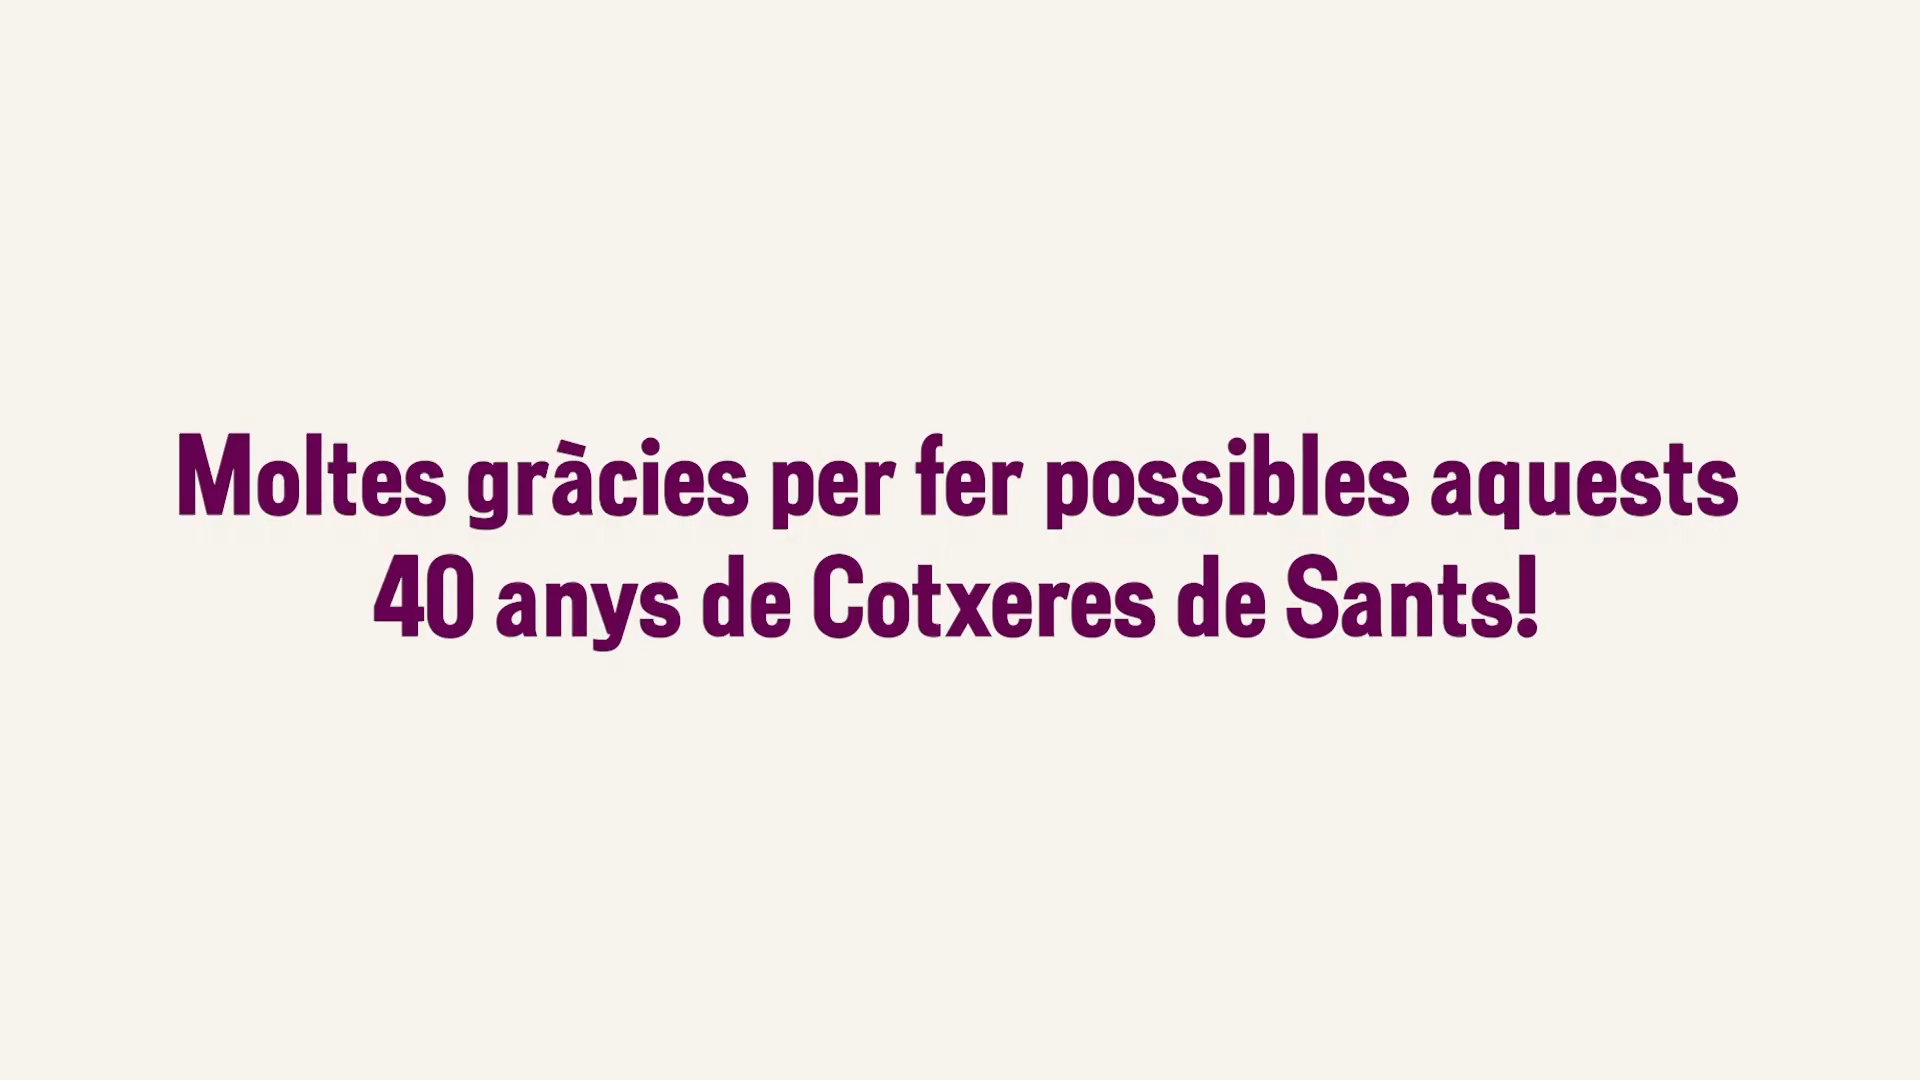 Moltes gràcies per fer possibles aquests
40 anys de Cotxeres de Sants!